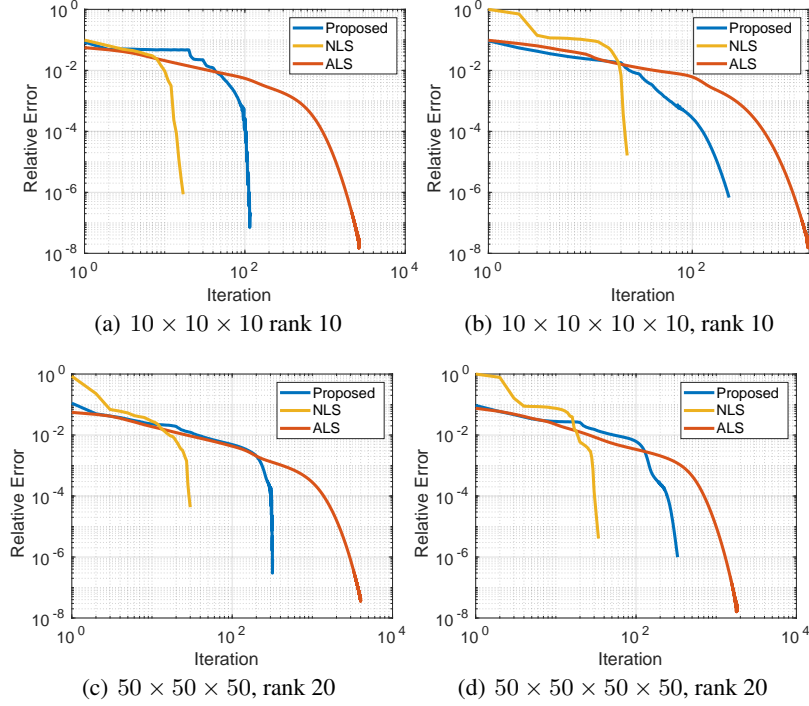 10^0
10^-2
10^-4
10^-6
10^-8
Relative Error
Proposed
NLS
ALS
10^0
10^2
10^4
Iteration
(a) 10 × 10 × 10 rank 10
10^0
10^-2
10^-4
10^-6
10^-8
Relative Error
Proposed
NLS
ALS
10^0
10^2
Iteration
(b) 10 × 10 × 10 × 10, rank 10
10^0
10^-2
10^-4
10^-6
10^-8
Relative Error
Proposed
NLS
ALS
10^0
10^2
10^4
Iteration
(c) 50 × 50 × 50, rank 20
10^0
10^-2
10^-4
10^-6
10^-8
Relative Error
Proposed
NLS
ALS
10^0
10^2
10^4
Iteration
(d) 50 × 50 × 50 × 50, rank 20